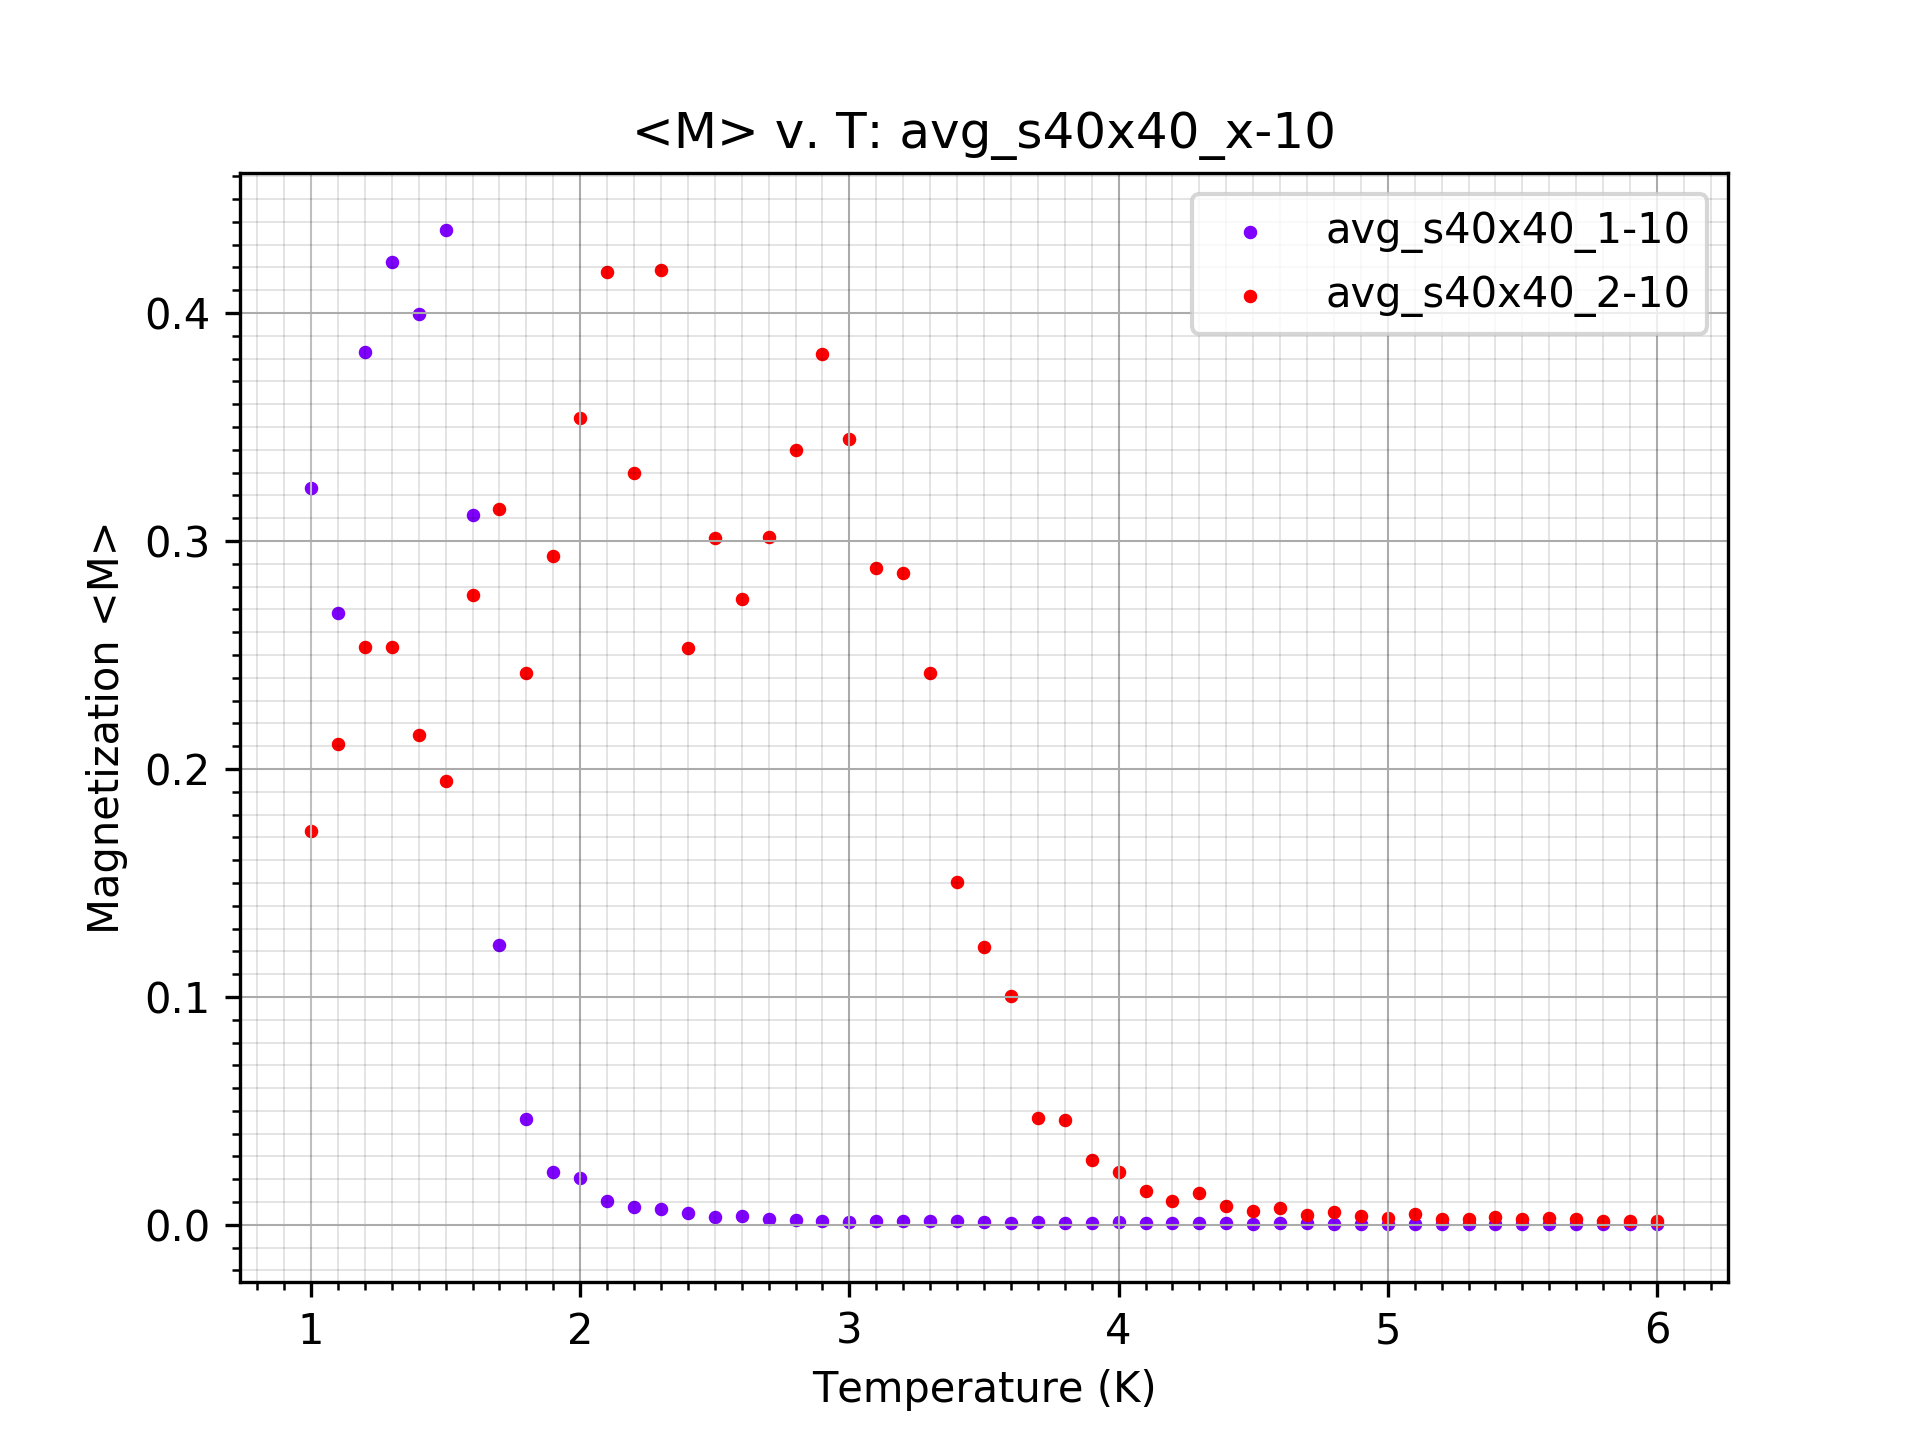 <M> v. T: avg_s40x40_x-10
avg_s40x40_1-10
avg_s40x40_2-10
Magnetization <M>
0.4
0.3
0.2
0.1
0.0
1 2 3 4 5 6
Temperature (K)